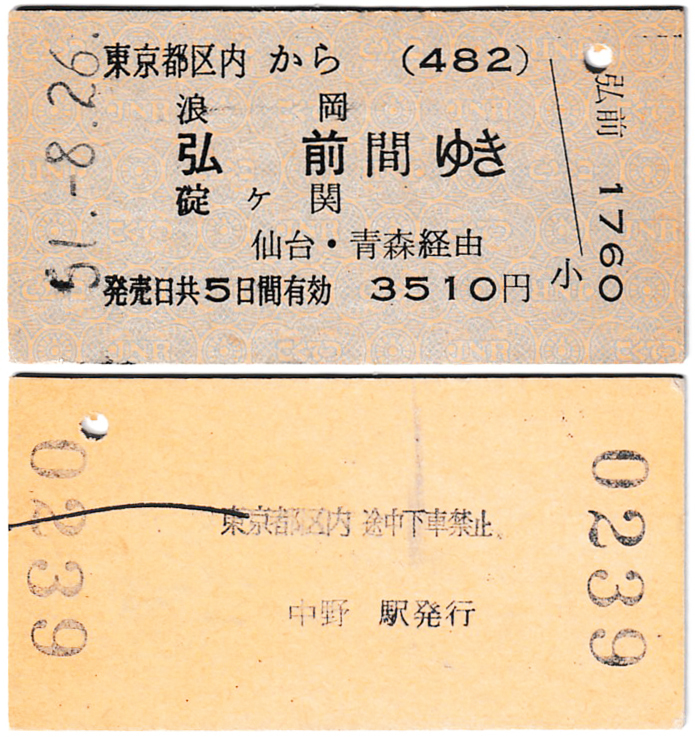 51.-8.26.
東京都区内 から (482)
浪 岡
弘 前 間 ゆき
碇 ヶ 関
仙台・青森経由
発売日共5日間有効 3510円
小
弘前 1760
0239
東京都区内 途中下車禁止
中野 駅発行
0239